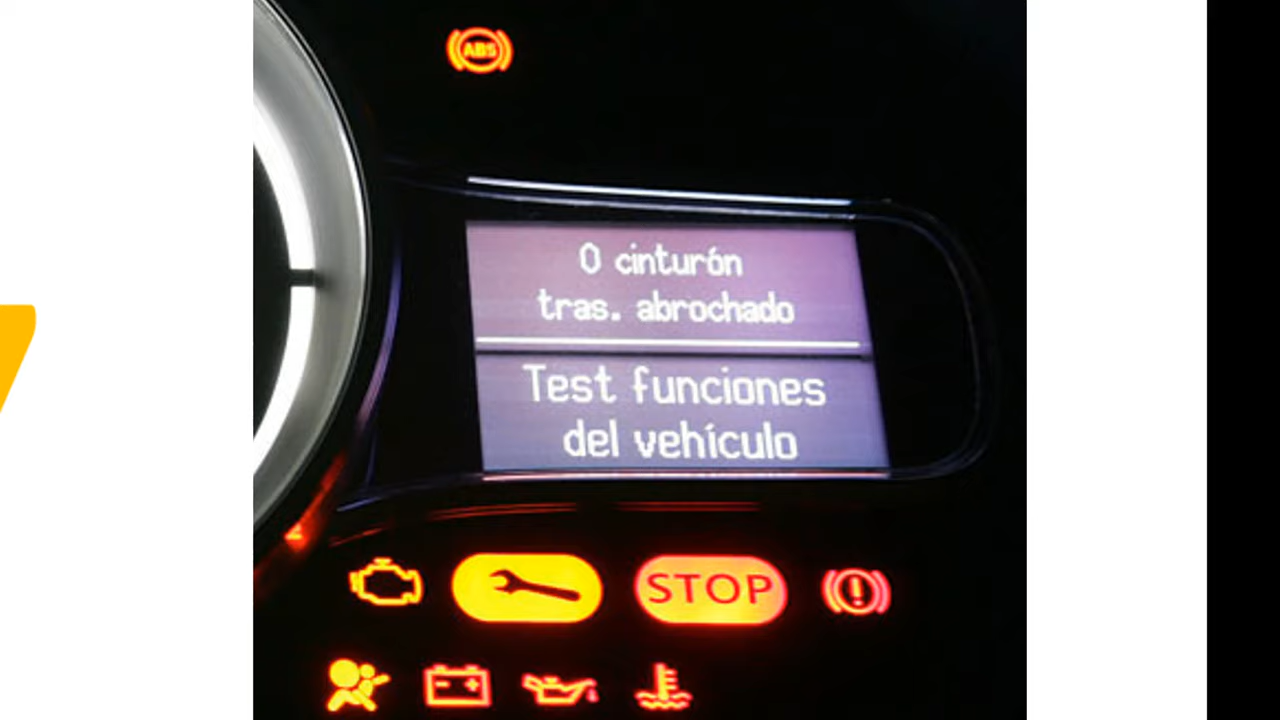 ABS
0 cinturón
tras. abrochado
Test funciones
del vehículo
STOP